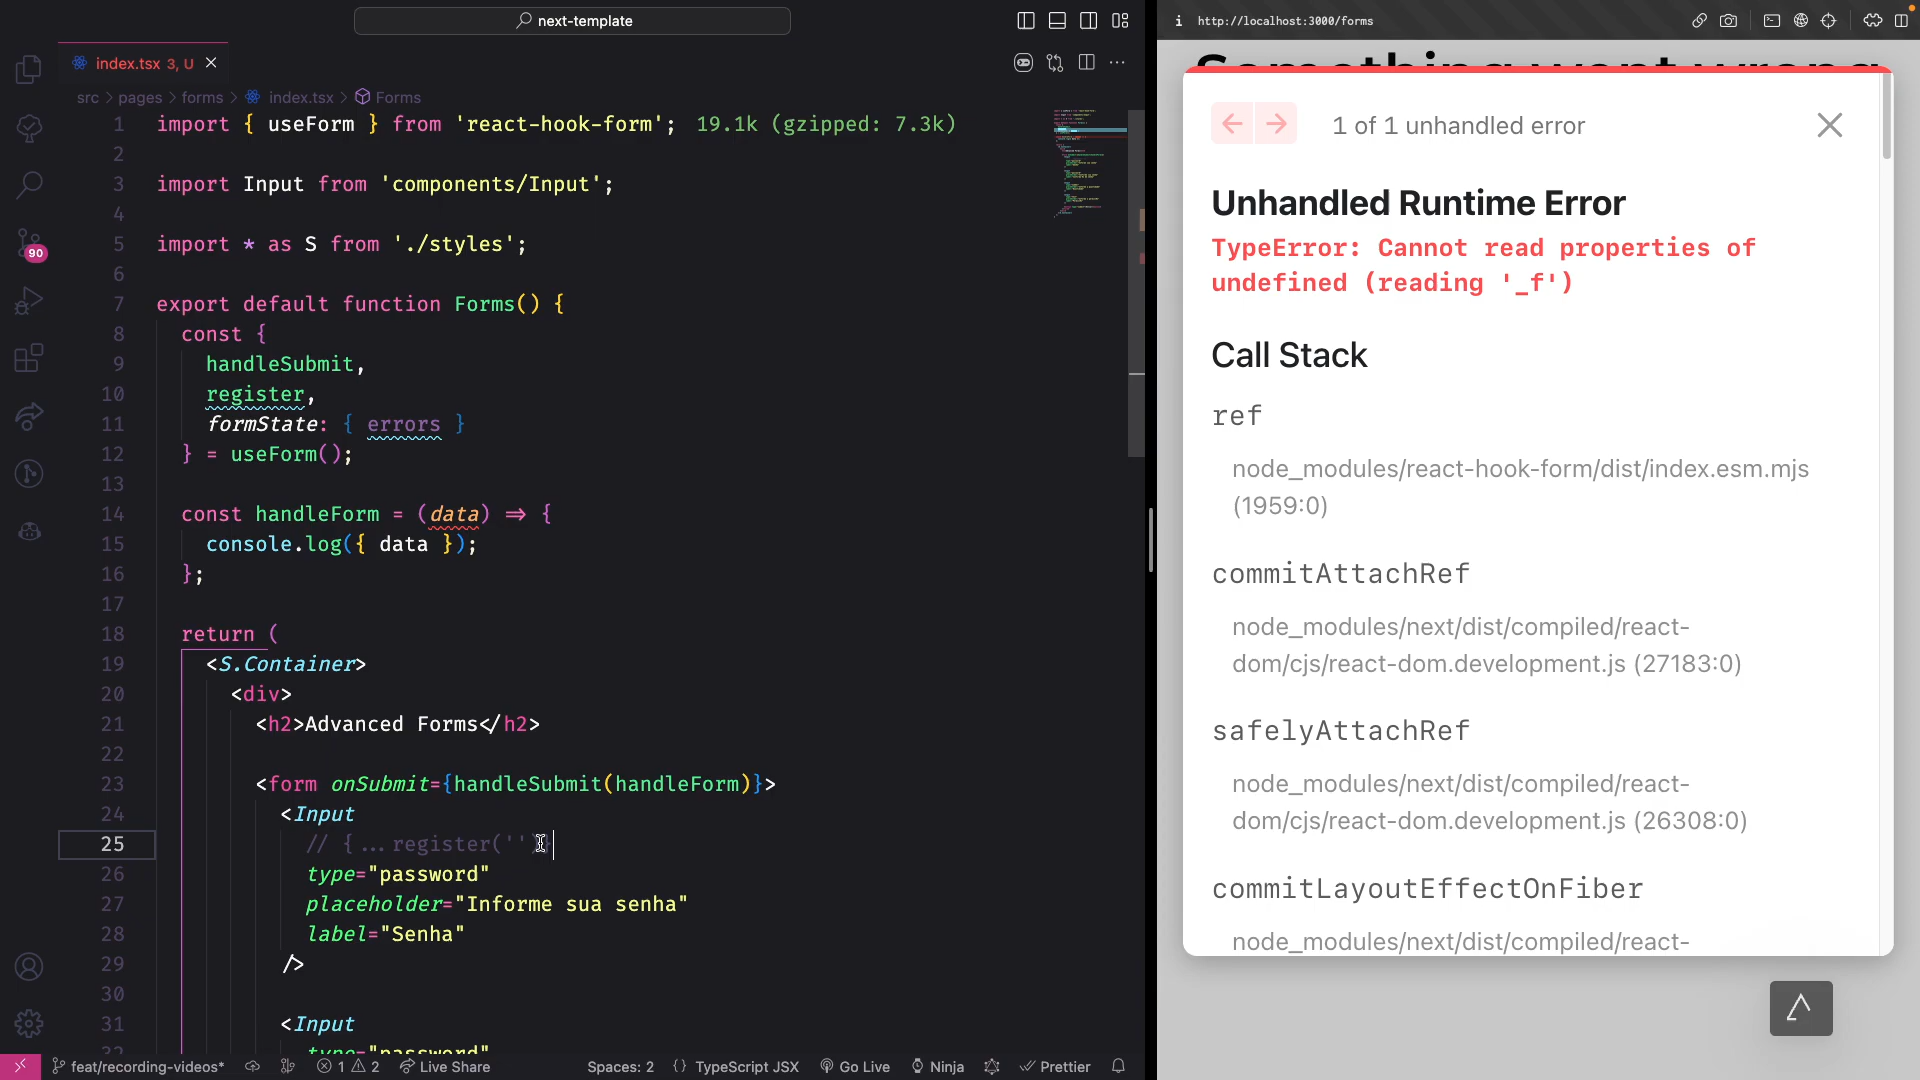 next-template
index.tsx 3, U
src > pages > forms > index.tsx > Forms
1 import { useForm } from 'react-hook-form'; 19.1k (gzipped: 7.3k)
2
3 import Input from 'components/Input';
4
5 import * as S from './styles';
6
7 export default function Forms() {
8 const {
9 handleSubmit,
10 register,
11 formState: { errors }
12 } = useForm();
13
14 const handleForm = (data) => {
15 console.log({ data });
16 };
17
18 return (
19 <S.Container>
20 <div>
21 <h2>Advanced Forms</h2>
22
23 <form onSubmit={handleSubmit(handleForm)}>
24 <Input
25 // {...register('')}
26 type="password"
27 placeholder="Informe sua senha"
28 label="Senha"
29 />
30
31 <Input
32 type="password"
90
feat/recording-videos* 1 2 Live Share Spaces: 2 {} TypeScript JSX Go Live Ninja Prettier
i http://localhost:3000/forms
Something went wrong
1 of 1 unhandled error
Unhandled Runtime Error
TypeError: Cannot read properties of
undefined (reading '_f')
Call Stack
ref
node_modules/react-hook-form/dist/index.esm.mjs
(1959:0)
commitAttachRef
node_modules/next/dist/compiled/react-
dom/cjs/react-dom.development.js (27183:0)
safelyAttachRef
node_modules/next/dist/compiled/react-
dom/cjs/react-dom.development.js (26308:0)
commitLayoutEffectOnFiber
node_modules/next/dist/compiled/react-